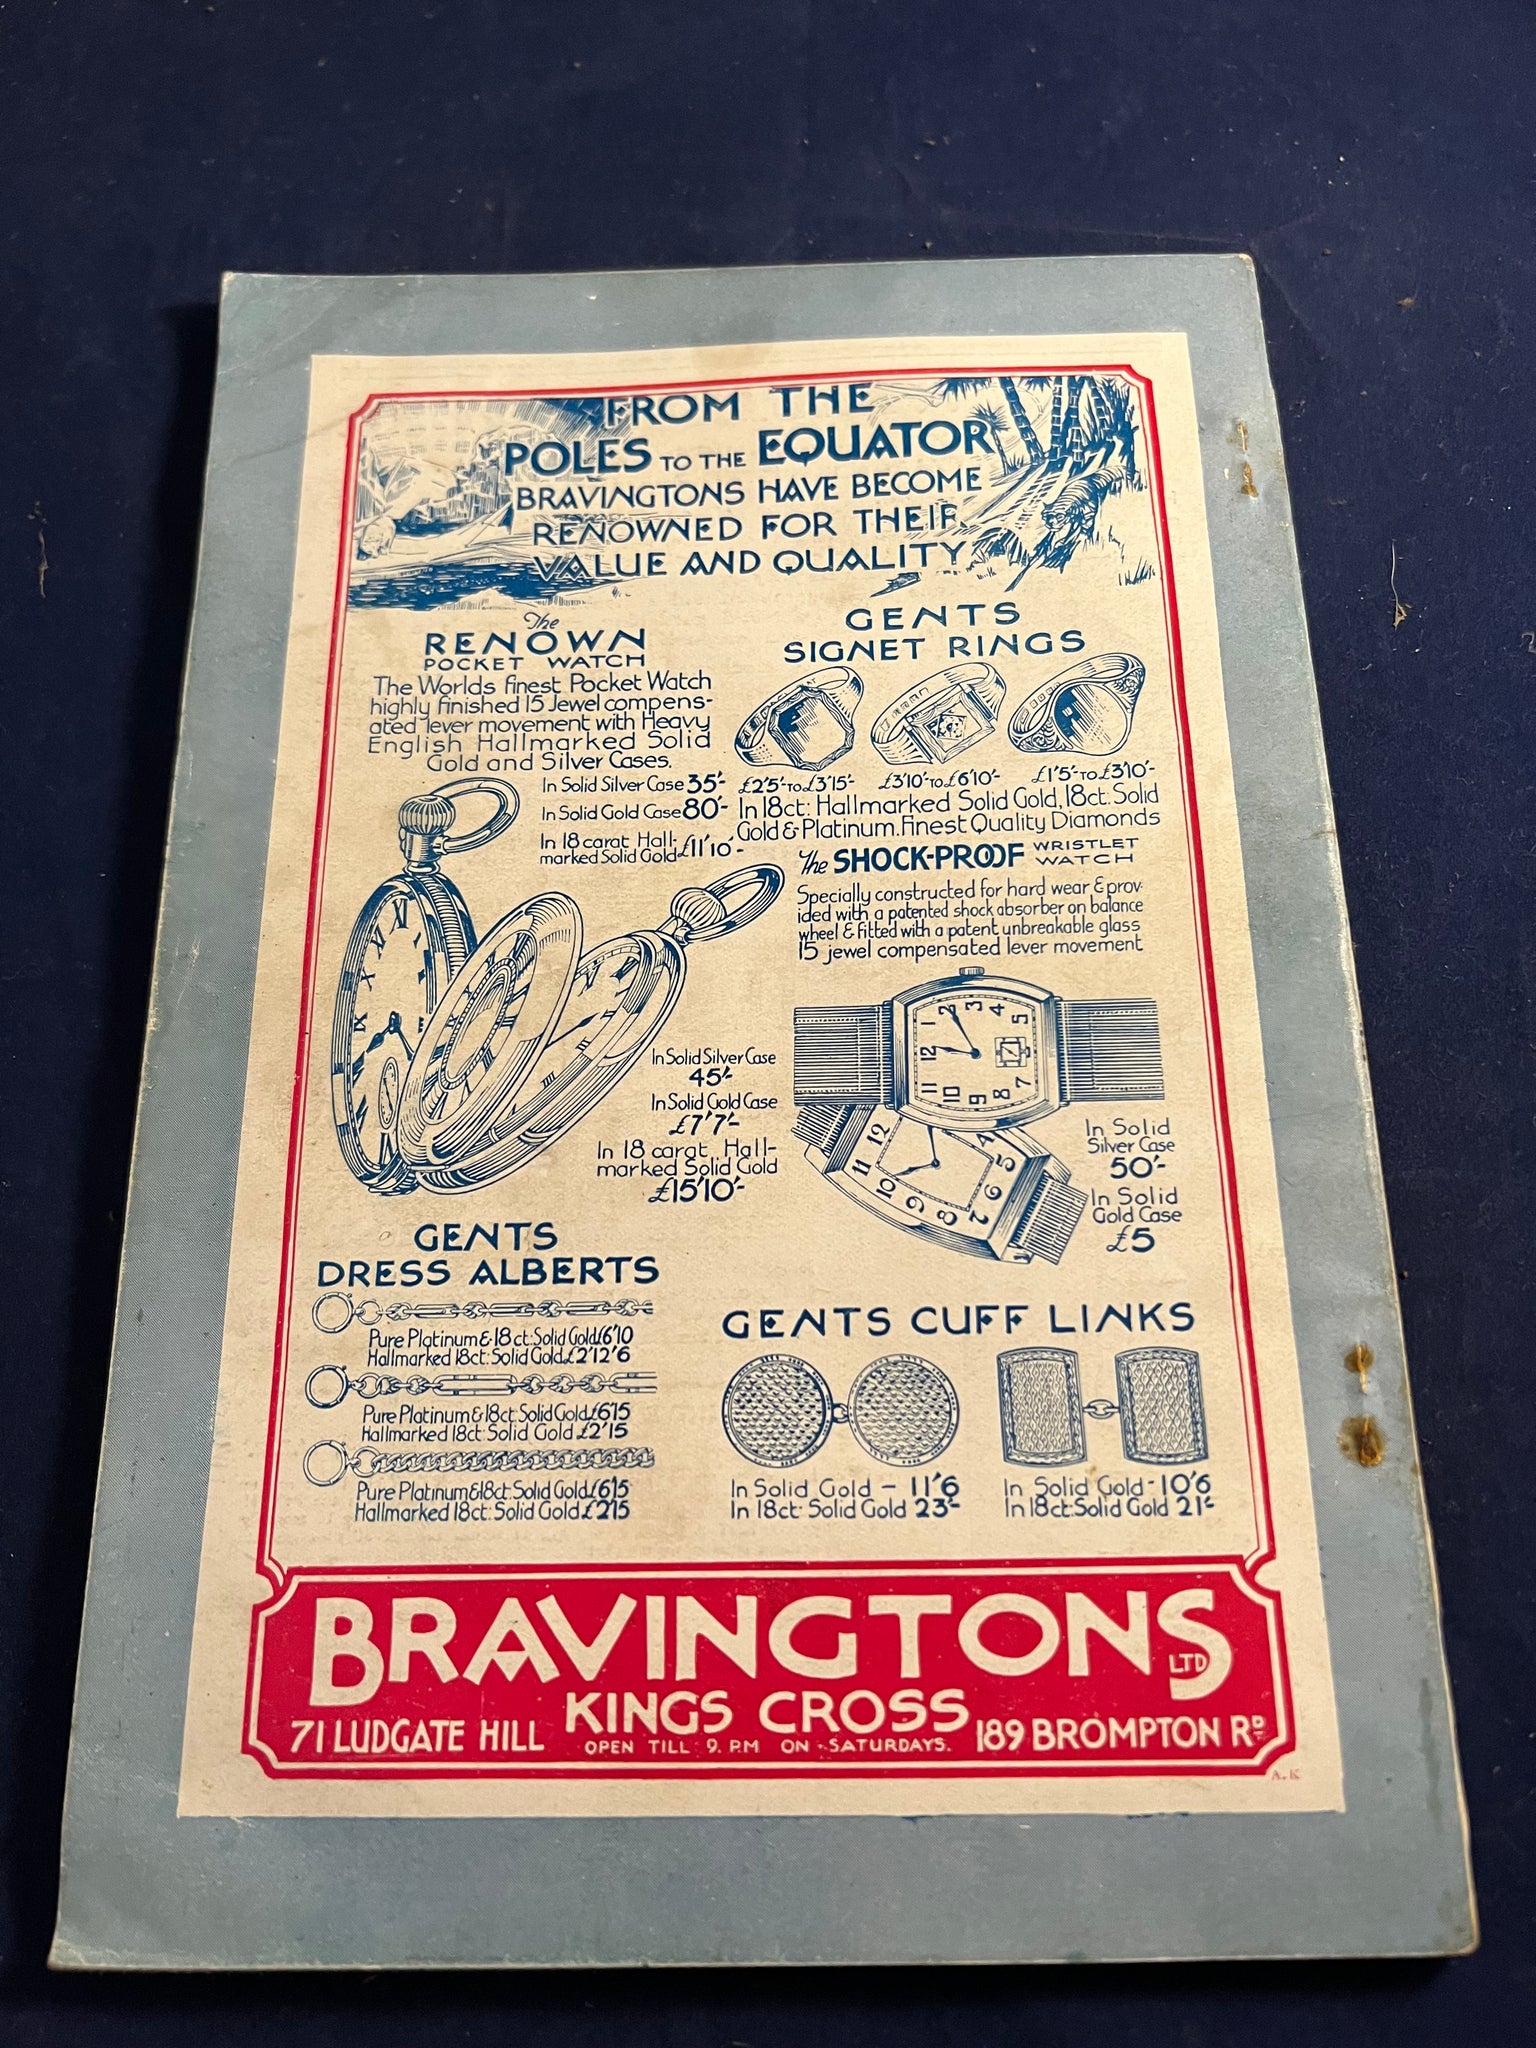 FROM THE
POLES TO THE EQUATOR
BRAVINGTONS HAVE BECOME
RENOWNED FOR THEIR
VALUE AND QUALITY
The
RENOWN
POCKET WATCH
The Worlds finest Pocket Watch
highly finished 15 Jewel compens-
ated lever movement with Heavy
English Hallmarked Solid
Gold and Silver Cases.
In Solid Silver Case 35'-
In Solid Gold Case 80'-
In 18 carat Hall-
marked Solid Gold £11'10'-
In Solid Silver Case
45'-
In Solid Gold Case
£7'7'-
In 18 carat Hall-
marked Solid Gold
£15'10'-
GENTS
SIGNET RINGS
£2'5'- TO £3'15'-
£3'10'- TO £6'10'-
£1'5'- TO £3'10'-
In 18ct: Hallmarked Solid Gold, 18ct: Solid
Gold & Platinum. Finest Quality Diamonds
The SHOCK-PROOF WRISTLET
WATCH
Specially constructed for hard wear & prov-
ided with a patented shock absorber on balance
wheel & fitted with a patent unbreakable glass
15 jewel compensated lever movement
In Solid
Silver Case
50'-
In Solid
Gold Case
£5
GENTS
DRESS ALBERTS
Pure Platinum & 18ct: Solid Gold £6'10
Hallmarked 18ct: Solid Gold £2'12'6
Pure Platinum & 18ct: Solid Gold £6'15
Hallmarked 18ct: Solid Gold £2'15
Pure Platinum & 18ct: Solid Gold £6'15
Hallmarked 18ct: Solid Gold £2'15
GENTS CUFF LINKS
In Solid Gold - 11'6
In 18ct: Solid Gold 23'-
In Solid Gold - 10'6
In 18ct: Solid Gold 21'-
BRAVINGTONS LTD
KINGS CROSS
71 LUDGATE HILL
OPEN TILL 9. P.M ON SATURDAYS.
189 BROMPTON RD
A.K